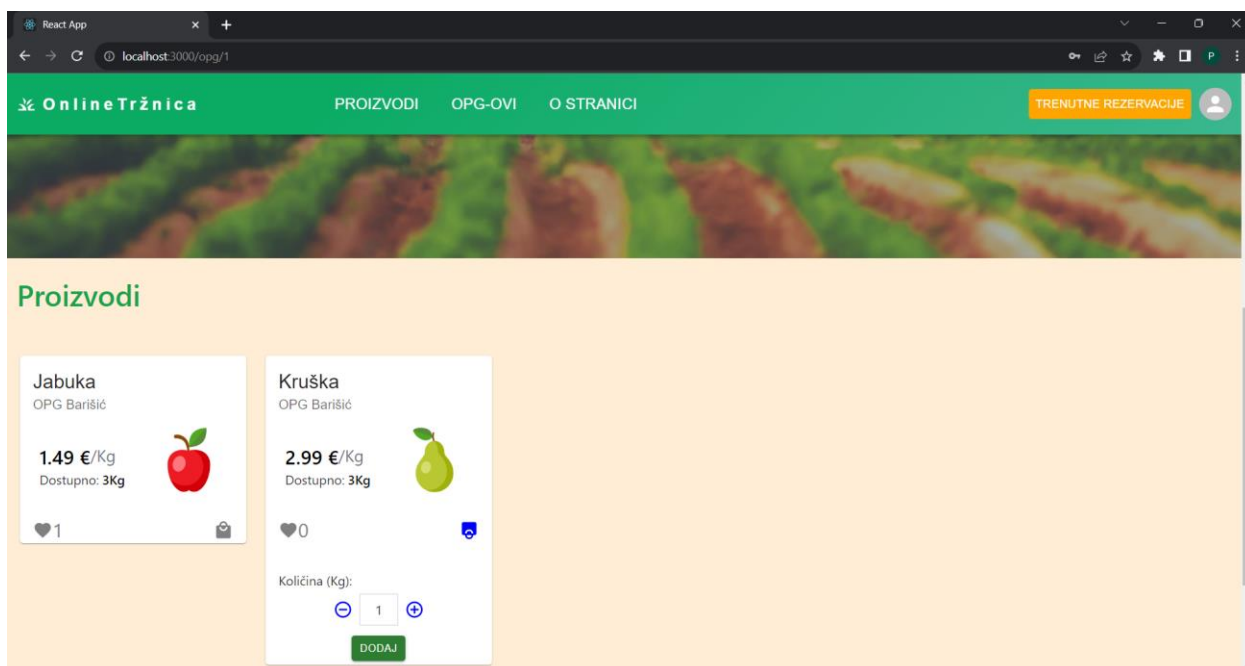 React App
localhost:3000/opg/1
P
OnlineTržnica PROIZVODI OPG-OVI O STRANICI TRENUTNE REZERVACIJE
Proizvodi
Jabuka
OPG Barišić
1.49 €/Kg
Dostupno: 3Kg
1
Kruška
OPG Barišić
2.99 €/Kg
Dostupno: 3Kg
0
Količina (Kg):
1
DODAJ